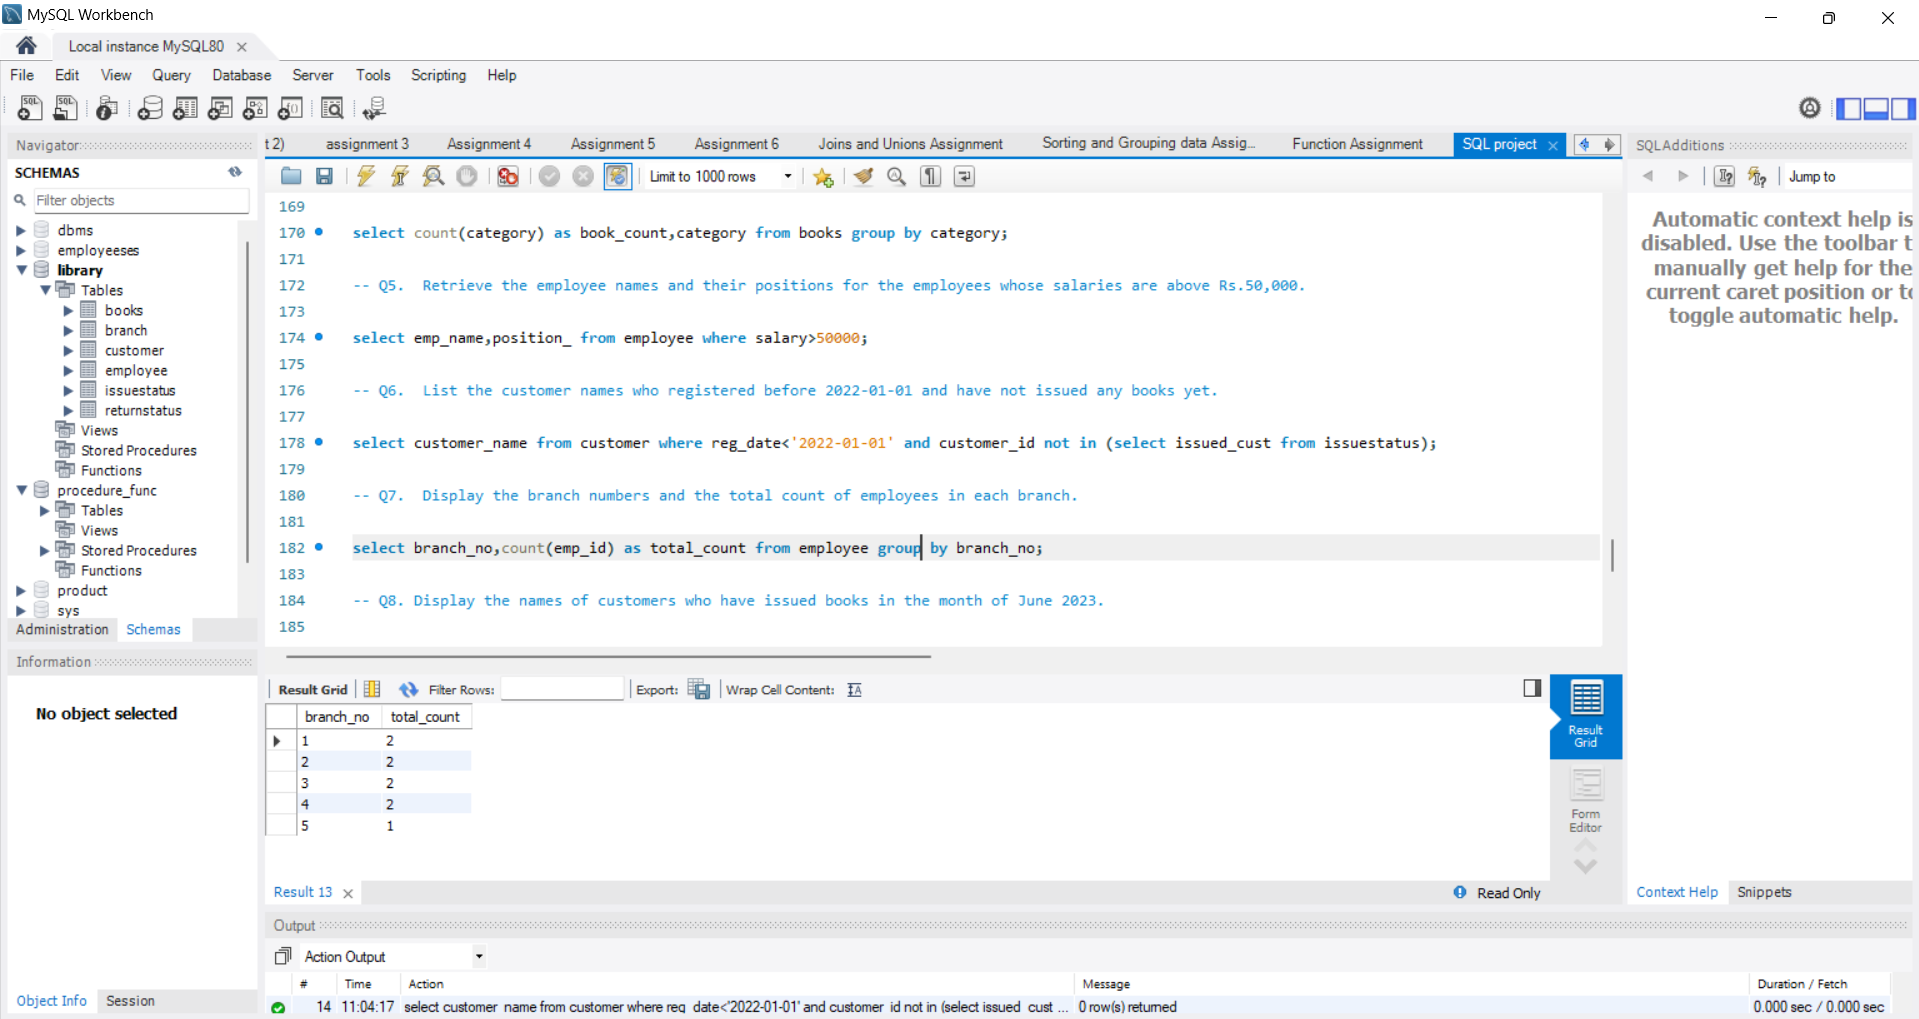 MySQL Workbench
Local instance MySQL80
File Edit View Query Database Server Tools Scripting Help
Navigator
SCHEMAS
Filter objects
dbms
employeeses
library
Tables
books
branch
customer
employee
issuestatus
returnstatus
Views
Stored Procedures
Functions
procedure_func
Tables
Views
Stored Procedures
Functions
product
sys
Administration Schemas
Information
No object selected
Object Info Session
t 2) assignment 3 Assignment 4 Assignment 5 Assignment 6 Joins and Unions Assignment Sorting and Grouping data Assig... Function Assignment SQL project
Limit to 1000 rows
169
170 select count(category) as book_count,category from books group by category;
171
172 -- Q5.  Retrieve the employee names and their positions for the employees whose salaries are above Rs.50,000.
173
174 select emp_name,position_ from employee where salary>50000;
175
176 -- Q6.  List the customer names who registered before 2022-01-01 and have not issued any books yet.
177
178 select customer_name from customer where reg_date<'2022-01-01' and customer_id not in (select issued_cust from issuestatus);
179
180 -- Q7.  Display the branch numbers and the total count of employees in each branch.
181
182 select branch_no,count(emp_id) as total_count from employee group by branch_no;
183
184 -- Q8. Display the names of customers who have issued books in the month of June 2023.
185
Result Grid Filter Rows: Export: Wrap Cell Content:
branch_no total_count
1 2
2 2
3 2
4 2
5 1
Result Grid
Form Editor
Result 13 Read Only
SQLAdditions
Jump to
Automatic context help is
disabled. Use the toolbar t
manually get help for the
current caret position or to
toggle automatic help.
Context Help Snippets
Output
Action Output
# Time Action Message Duration / Fetch
14 11:04:17 select customer_name from customer where reg_date<'2022-01-01' and customer_id not in (select issued_cust ... 0 row(s) returned 0.000 sec / 0.000 sec